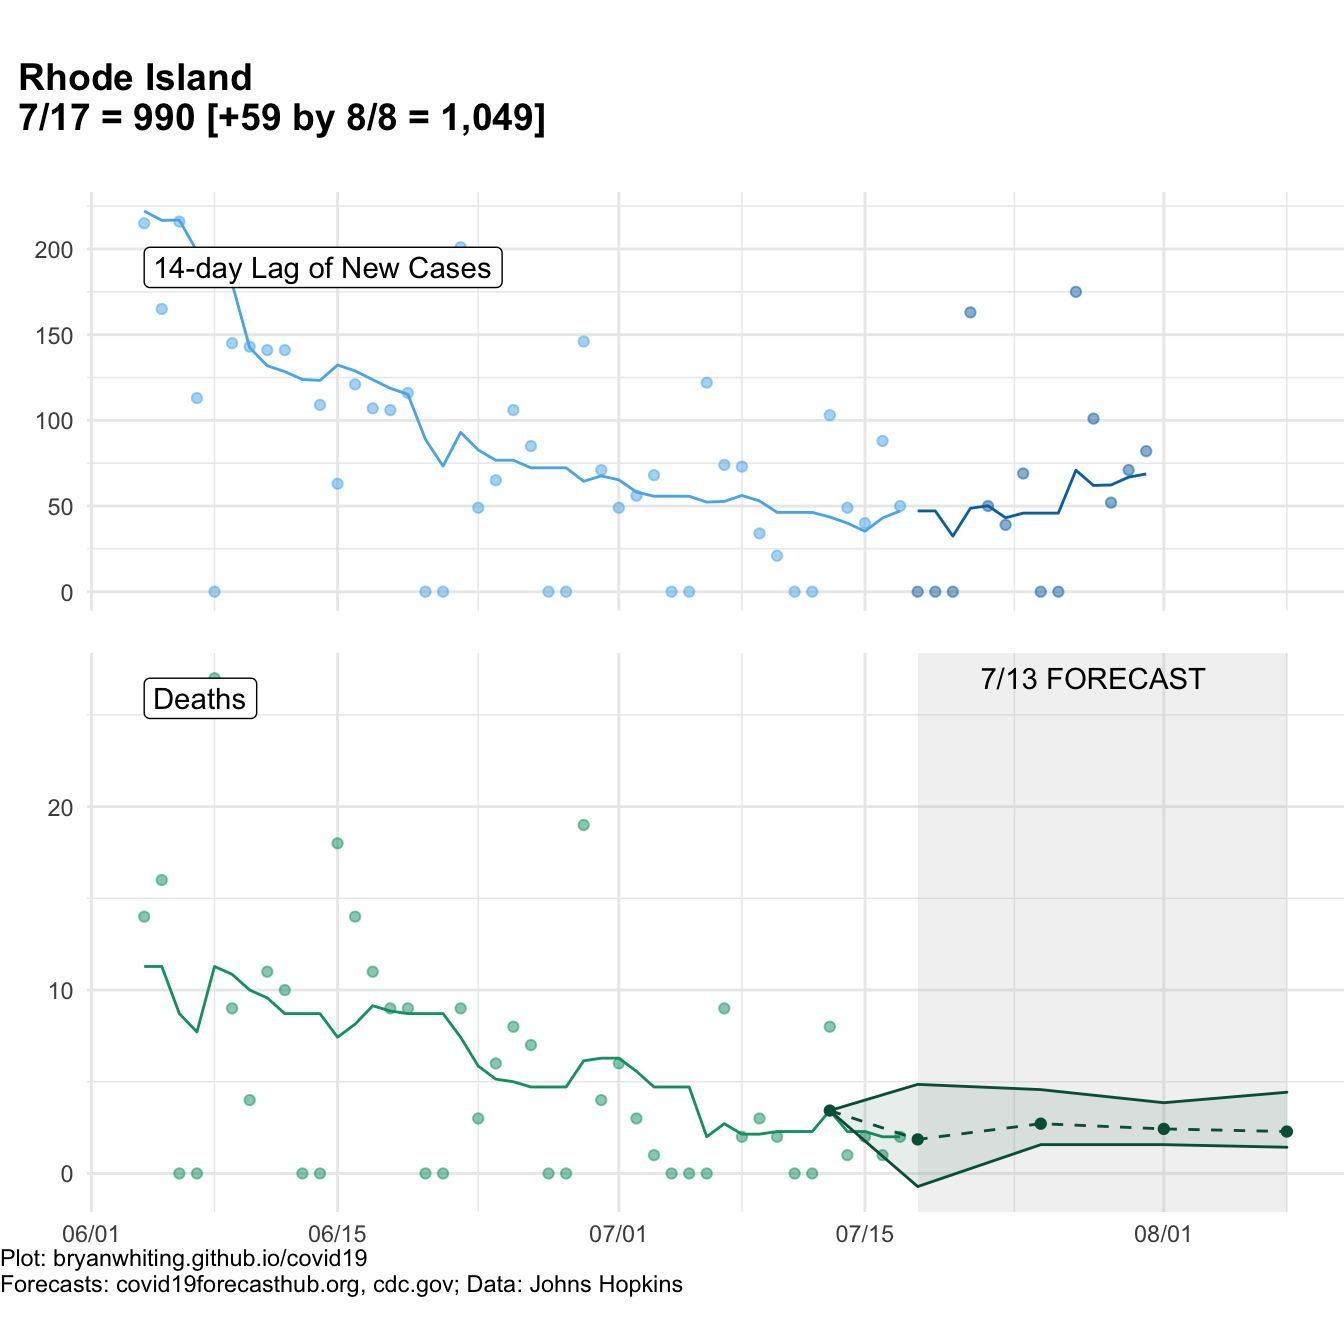 Rhode Island
7/17 = 990 [+59 by 8/8 = 1,049]
200
14-day Lag of New Cases
150
100
50
0
7/13 FORECAST
Deaths
20
10
0
06/01 06/15 07/01 07/15 08/01
Plot: bryanwhiting.github.io/covid19
Forecasts: covid19forecasthub.org, cdc.gov; Data: Johns Hopkins